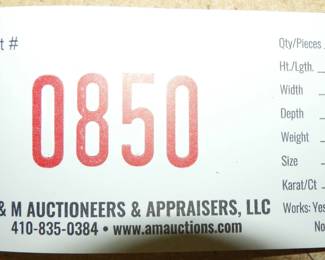 t #
0850
& M AUCTIONEERS & APPRAISERS, LLC
410-835-0384 • www.amauctions.com
Qty/Pieces
Ht./Lgth.
Width
Depth
Weight
Size
Karat/Ct
Works: Yes
No